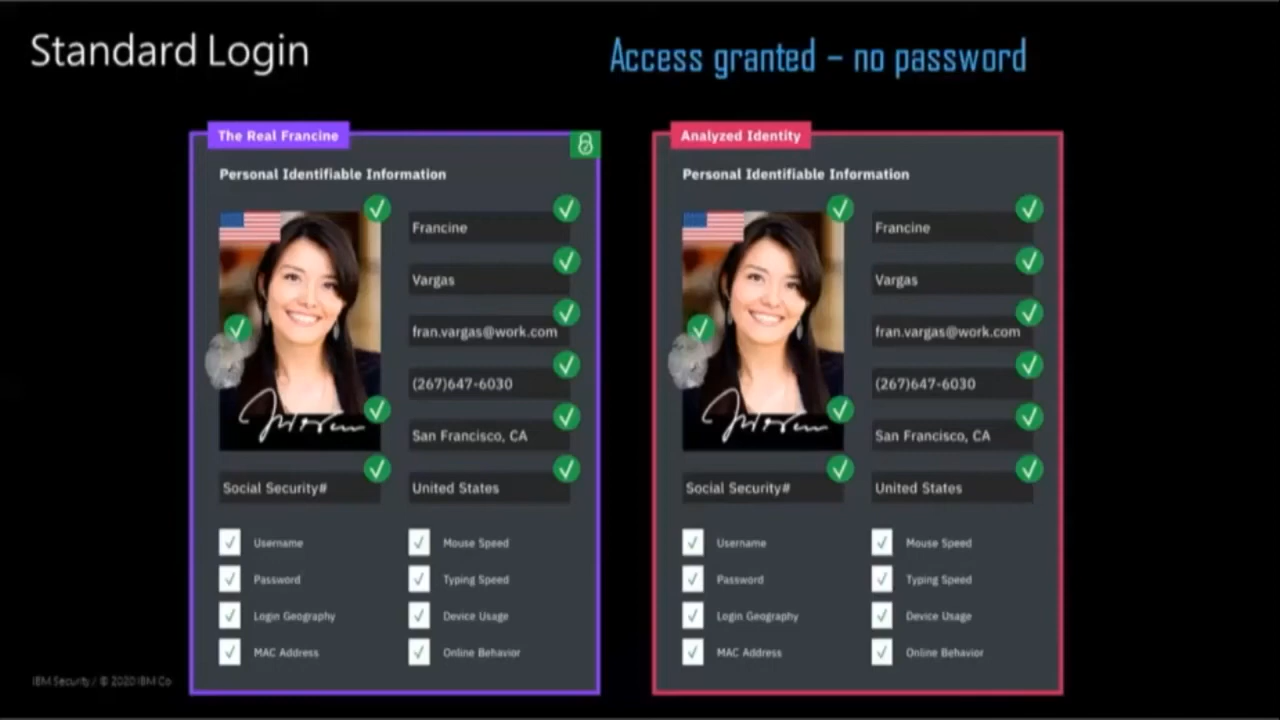 Standard Login
Access granted – no password
The Real Francine
Personal Identifiable Information
Francine
Vargas
fran.vargas@work.com
(267)647-6030
San Francisco, CA
Social Security#
United States
Username
Mouse Speed
Password
Typing Speed
Login Geography
Device Usage
MAC Address
Online Behavior
Analyzed Identity
Personal Identifiable Information
Francine
Vargas
fran.vargas@work.com
(267)647-6030
San Francisco, CA
Social Security#
United States
Username
Mouse Speed
Password
Typing Speed
Login Geography
Device Usage
MAC Address
Online Behavior
IBM Security / © 2020 IBM Co